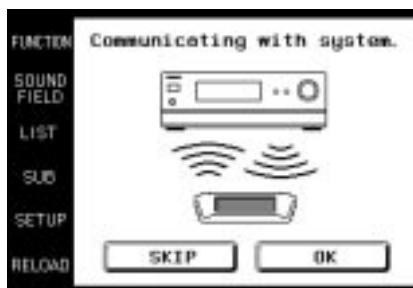 FUNCTION
Communicating with system.
SOUND
FIELD
LIST
SUB
SETUP
RELOAD
SKIP
OK